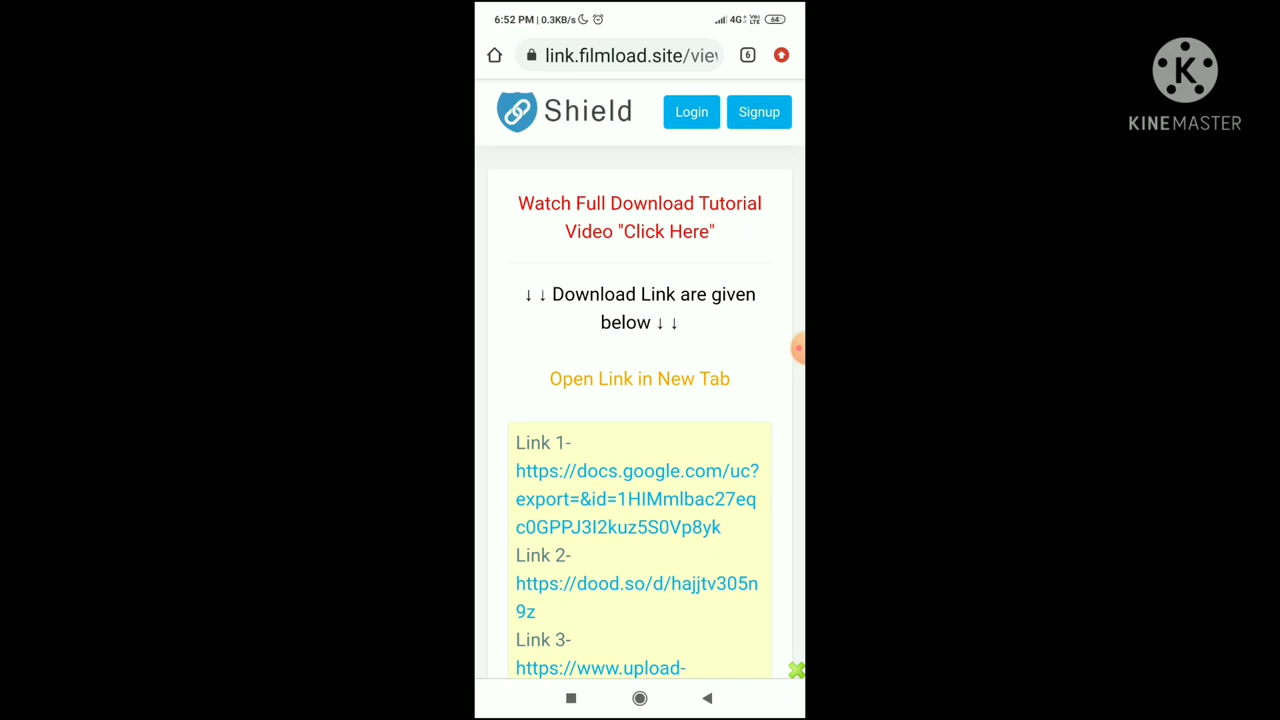 6:52 PM | 0.3KB/s
4G+ VoLTE 64
link.filmload.site/view
6
Shield
Login
Signup
Watch Full Download Tutorial
Video "Click Here"
↓ ↓ Download Link are given
below ↓ ↓
Open Link in New Tab
Link 1-
https://docs.google.com/uc?
export=&id=1HIMmlbac27eq
c0GPPJ3I2kuz5S0Vp8yk
Link 2-
https://dood.so/d/hajjtv305n
9z
Link 3-
https://www.upload-
K
KINEMASTER